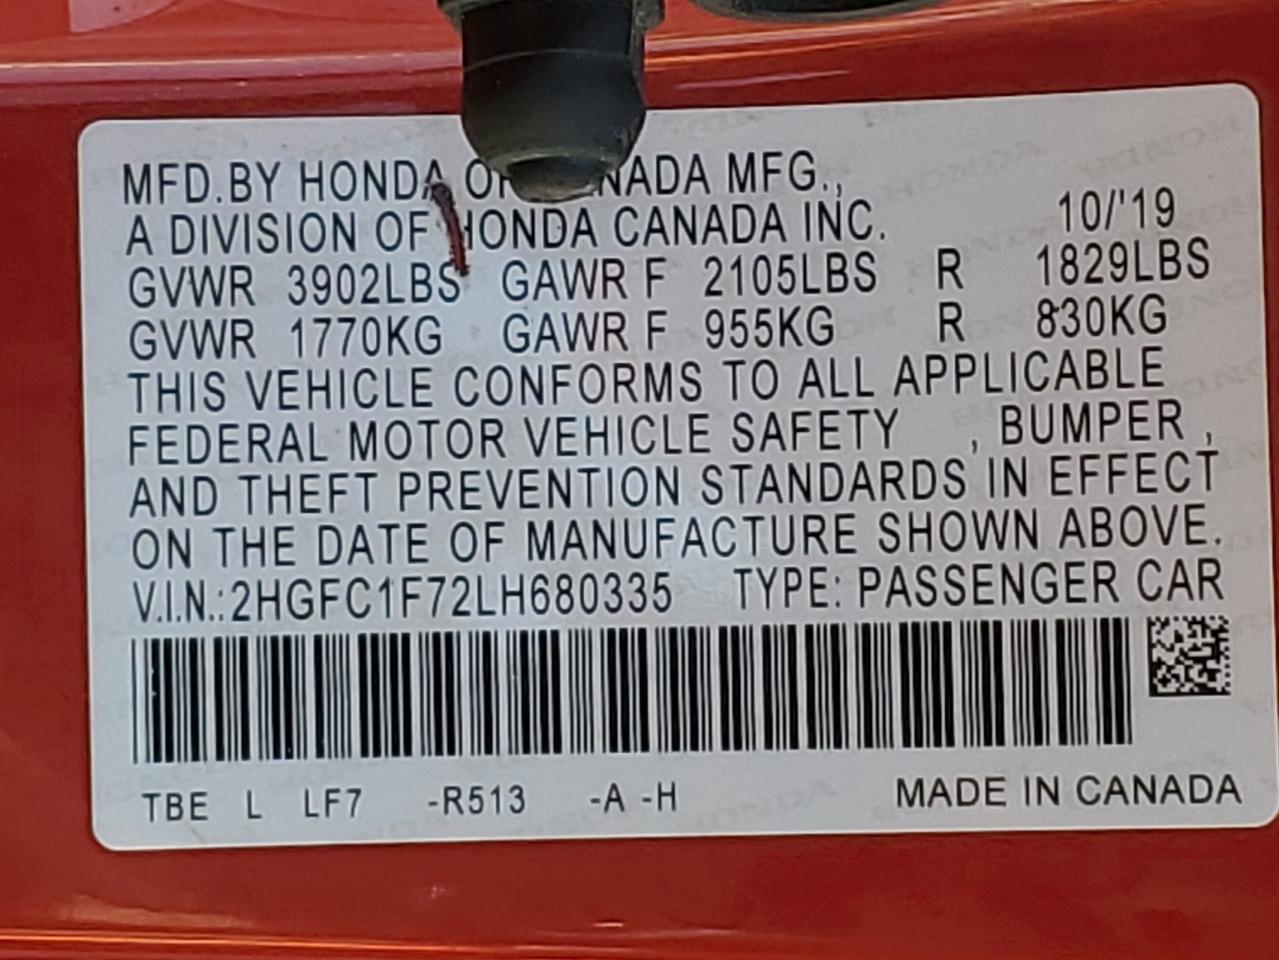 MFD.BY HONDA OF CANADA MFG.,
A DIVISION OF HONDA CANADA INC. 10/'19
GVWR 3902LBS GAWR F 2105LBS R 1829LBS
GVWR 1770KG GAWR F 955KG R 830KG
THIS VEHICLE CONFORMS TO ALL APPLICABLE
FEDERAL MOTOR VEHICLE SAFETY , BUMPER ,
AND THEFT PREVENTION STANDARDS IN EFFECT
ON THE DATE OF MANUFACTURE SHOWN ABOVE.
V.I.N.:2HGFC1F72LH680335 TYPE: PASSENGER CAR
TBE L LF7 -R513 -A -H MADE IN CANADA